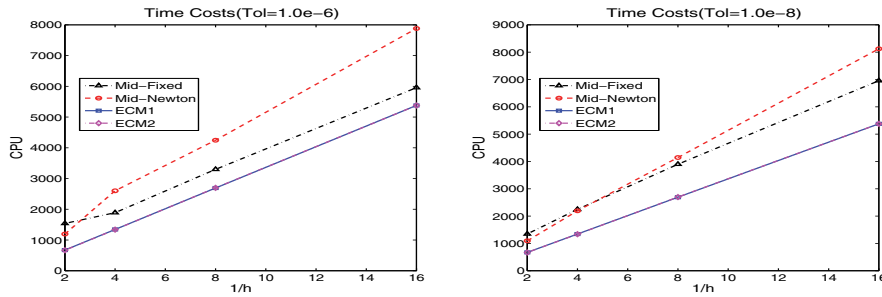 Time Costs(Tol=1.0e-6)
8000
7000
6000
5000
4000
3000
2000
1000
0
CPU
Mid-Fixed
Mid-Newton
ECM1
ECM2
2 4 6 8 10 12 14 16
1/h
Time Costs(Tol=1.0e-8)
9000
8000
7000
6000
5000
4000
3000
2000
1000
0
CPU
Mid-Fixed
Mid-Newton
ECM1
ECM2
2 4 6 8 10 12 14 16
1/h